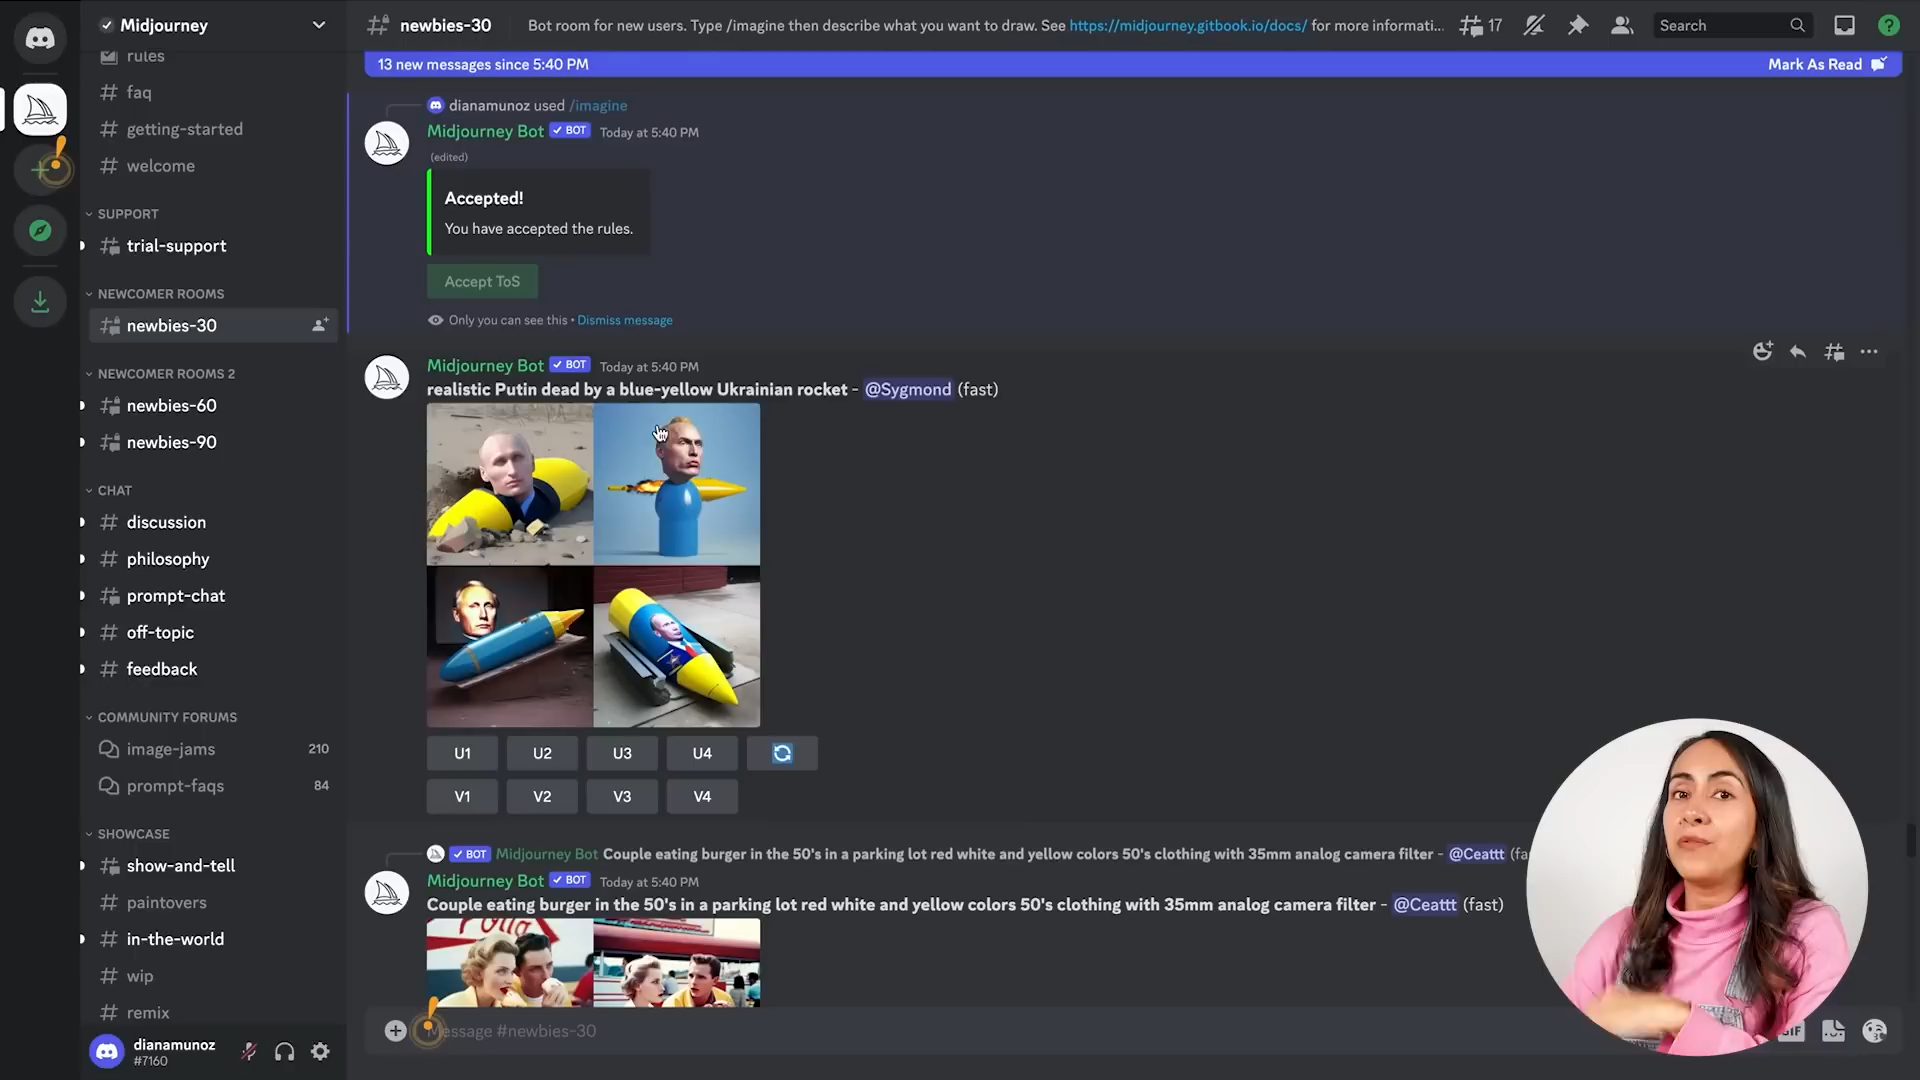 Midjourney
rules
# faq
# getting-started
# welcome
SUPPORT
trial-support
NEWCOMER ROOMS
newbies-30
NEWCOMER ROOMS 2
newbies-60
newbies-90
CHAT
# discussion
# philosophy
prompt-chat
# off-topic
# feedback
COMMUNITY FORUMS
image-jams 210
prompt-faqs 84
SHOWCASE
show-and-tell
# paintovers
# in-the-world
# wip
# remix
dianamunoz
#7160
newbies-30 Bot room for new users. Type /imagine then describe what you want to draw. See https://midjourney.gitbook.io/docs/ for more informati... 17 Search
13 new messages since 5:40 PM Mark As Read
dianamunoz used /imagine
Midjourney Bot BOT Today at 5:40 PM
(edited)
Accepted!
You have accepted the rules.
Accept ToS
Only you can see this • Dismiss message
Midjourney Bot BOT Today at 5:40 PM
realistic Putin dead by a blue-yellow Ukrainian rocket - @Sygmond (fast)
U1 U2 U3 U4
V1 V2 V3 V4
BOT Midjourney Bot Couple eating burger in the 50's in a parking lot red white and yellow colors 50's clothing with 35mm analog camera filter - @Ceattt (fa
Midjourney Bot BOT Today at 5:40 PM
Couple eating burger in the 50's in a parking lot red white and yellow colors 50's clothing with 35mm analog camera filter - @Ceattt (fast)
Message #newbies-30
GIF